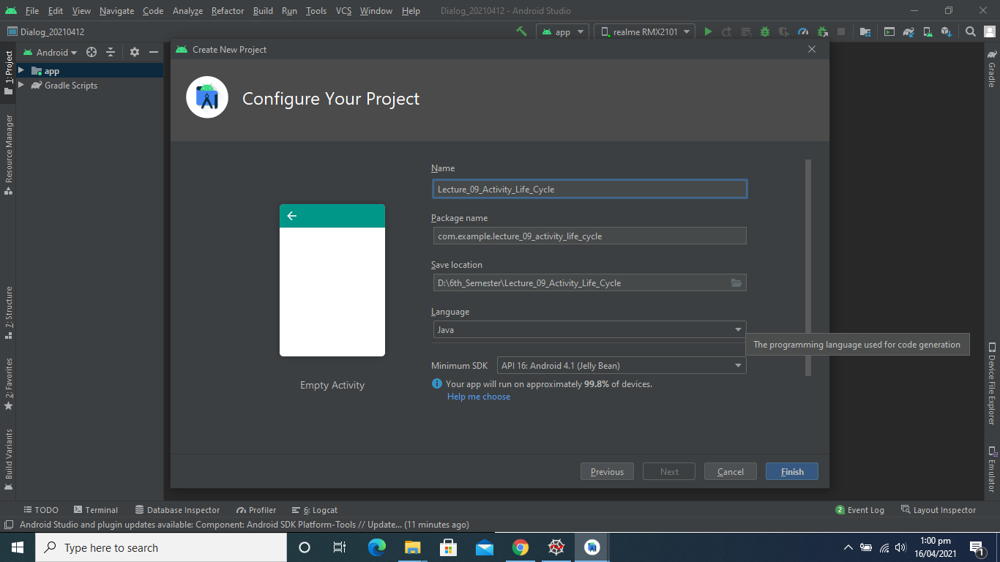 File Edit View Navigate Code Analyze Refactor Build Run Tools VCS Window Help Dialog_20210412 - Android Studio
Dialog_20210412 app realme RMX2101
Android
app
Gradle Scripts
1: Project
Resource Manager
7: Structure
2: Favorites
Build Variants
Create New Project
Configure Your Project
Empty Activity
Name
Lecture_09_Activity_Life_Cycle
Package name
com.example.lecture_09_activity_life_cycle
Save location
D:\6th_Semester\Lecture_09_Activity_Life_Cycle
Language
Java
The programming language used for code generation
Minimum SDK API 16: Android 4.1 (Jelly Bean)
Your app will run on approximately 99.8% of devices.
Help me choose
Previous Next Cancel Finish
Gradle
Device File Explorer
Emulator
TODO Terminal Database Inspector Profiler 6: Logcat 2 Event Log Layout Inspector
Android Studio and plugin updates available: Component: Android SDK Platform-Tools // Update... (11 minutes ago)
Type here to search 1:00 pm
16/04/2021 1